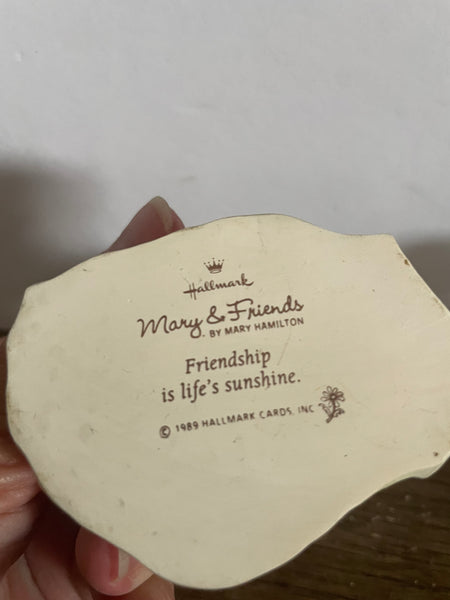 Hallmark
Mary & Friends
BY MARY HAMILTON
Friendship
is life's sunshine.
© 1989 HALLMARK CARDS, INC